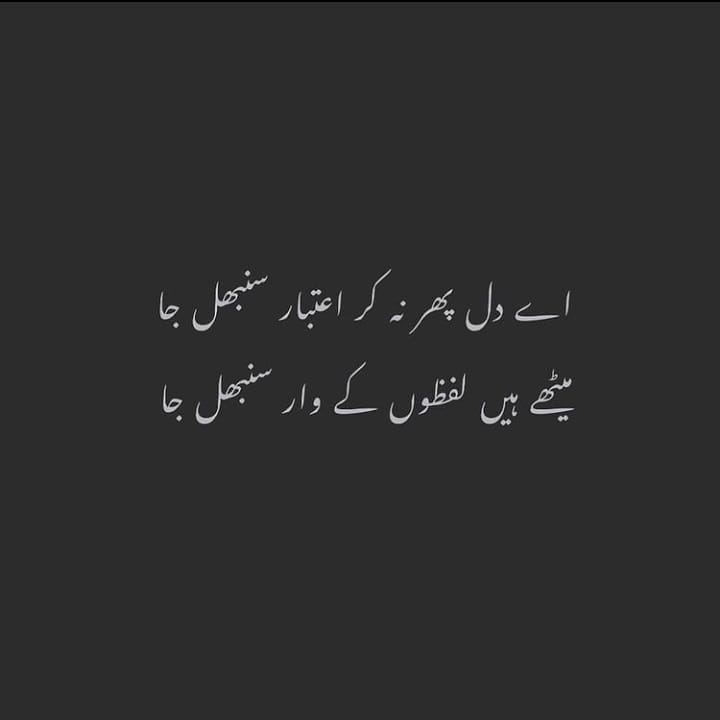 اے دل پھر نہ کر اعتبار سنبھل جا
میٹھے ہیں لفظوں کے وار سنبھل جا